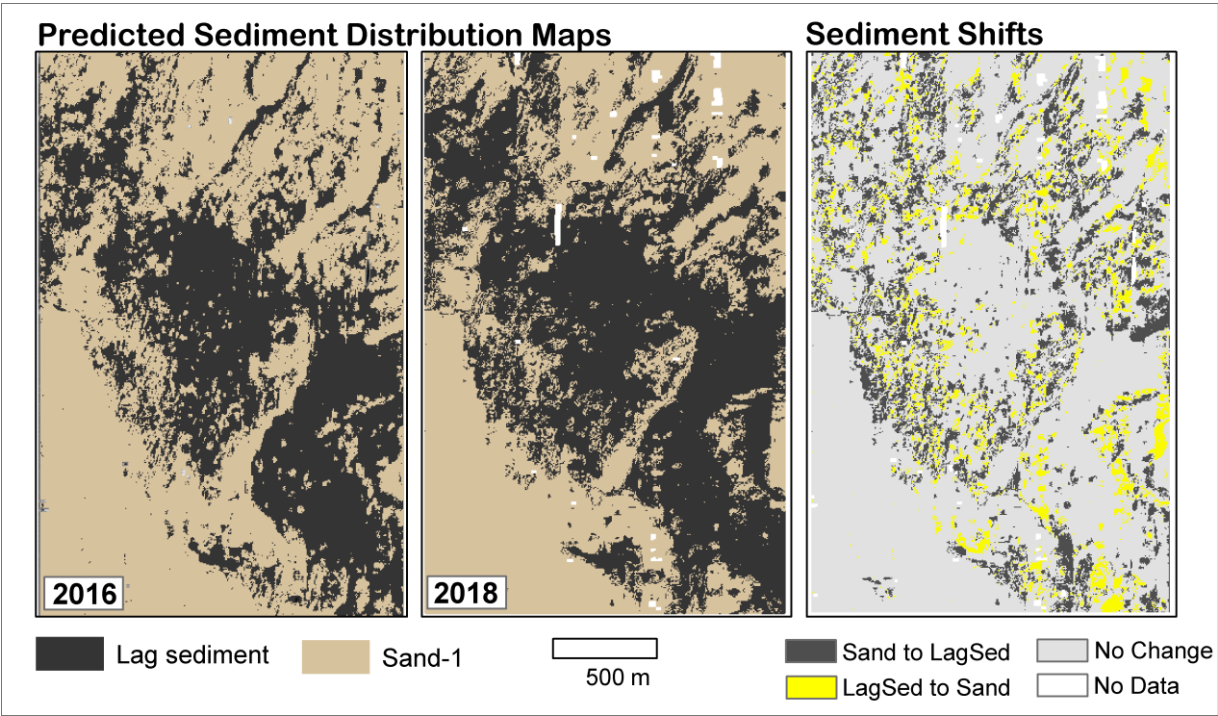 Predicted Sediment Distribution Maps
Sediment Shifts
2016
2018
Lag sediment
Sand-1
500 m
Sand to LagSed
No Change
LagSed to Sand
No Data